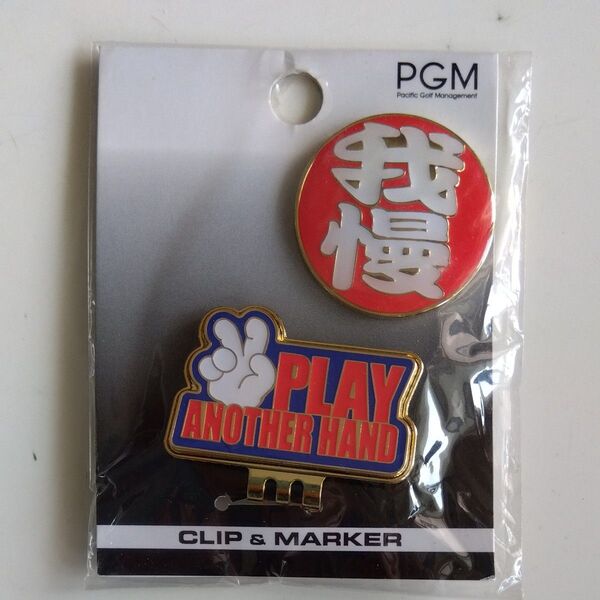 PGM
Pacific Golf Management
我
慢
PLAY
ANOTHER HAND
CLIP & MARKER